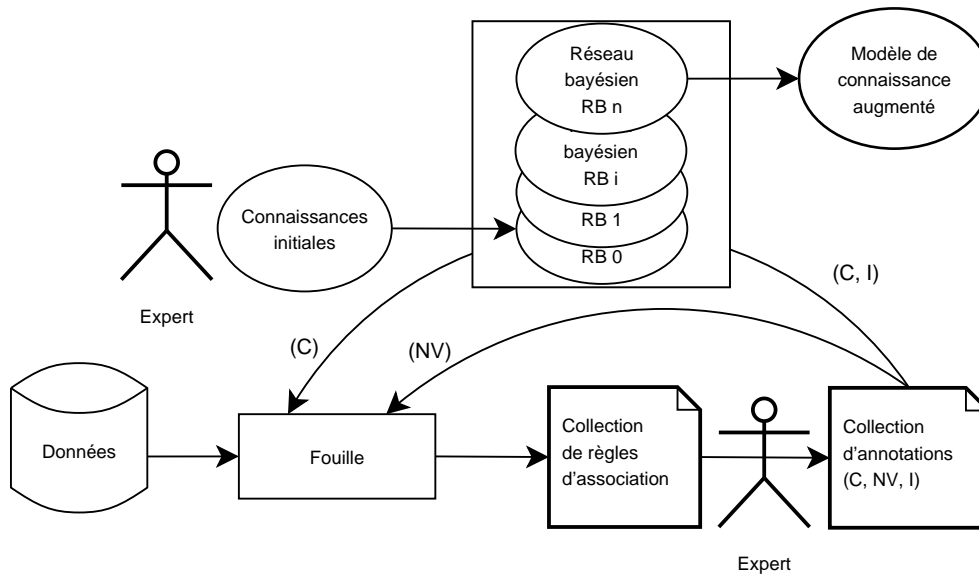 Réseau
bayésien
RB n
Modèle de
connaissance
augmenté
bayésien
RB i
RB 1
RB 0
Connaissances
initiales
Expert
(C, I)
(C)
(NV)
Données
Fouille
Collection
de règles
d'association
Collection
d'annotations
(C, NV, I)
Expert